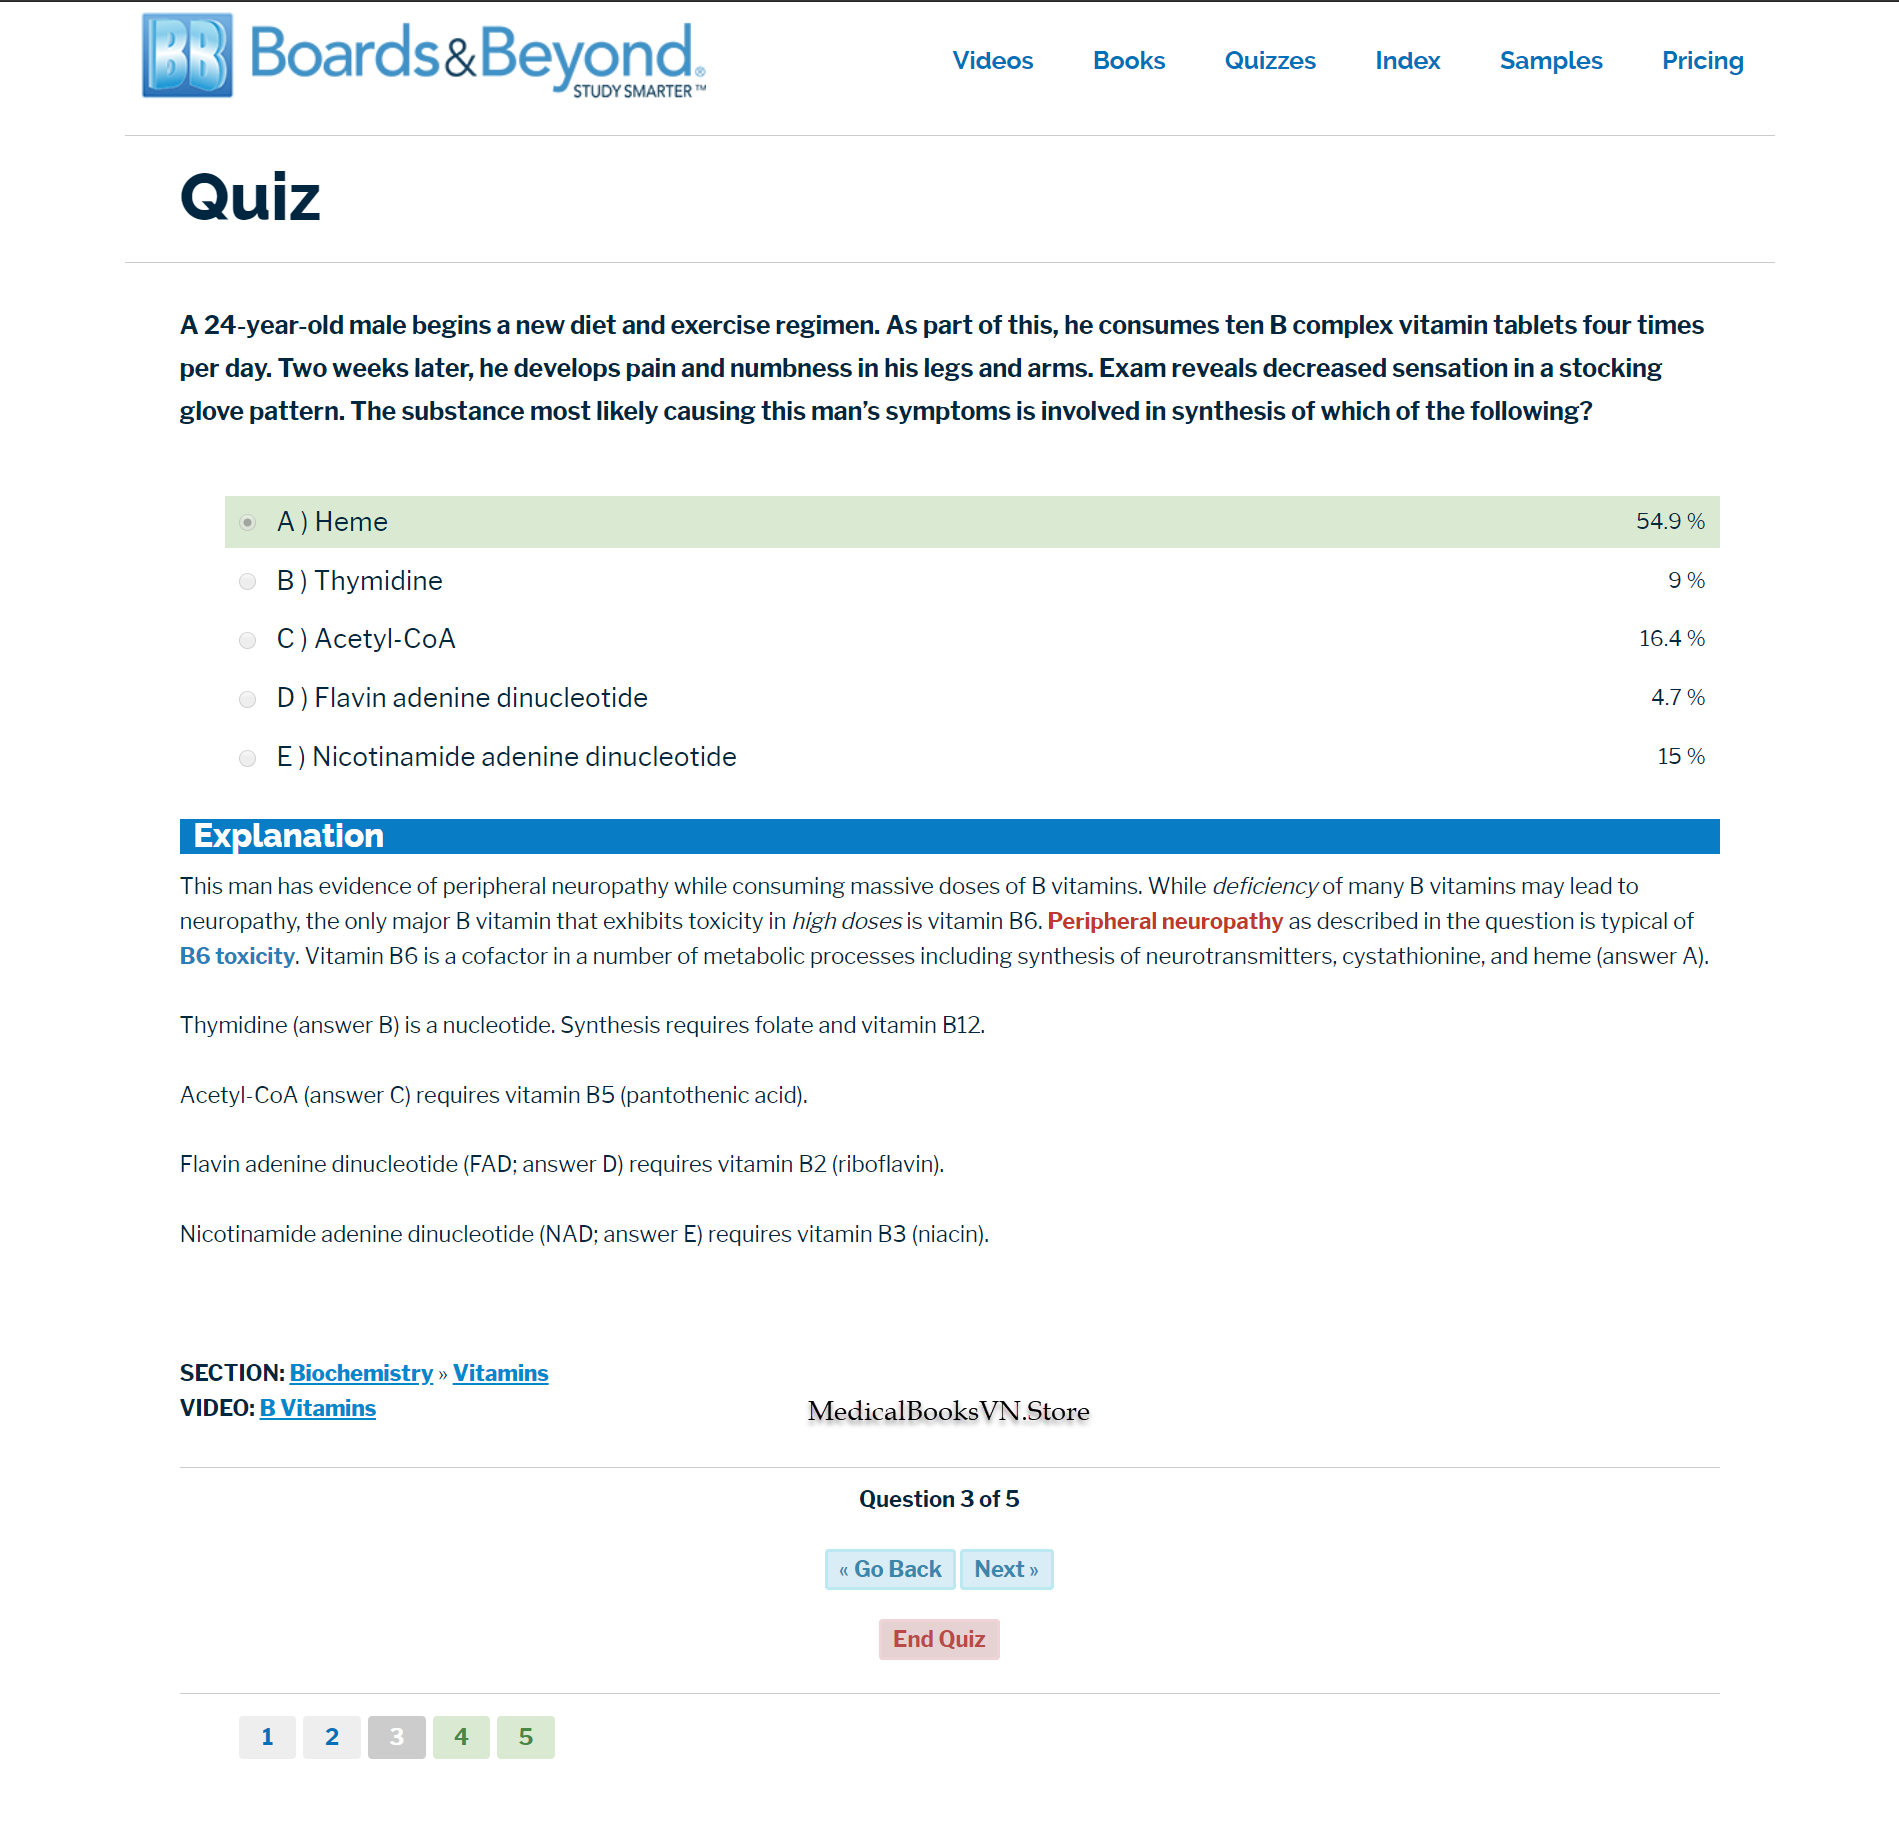 BB Boards&Beyond.®
STUDY SMARTER™
Videos Books Quizzes Index Samples Pricing
Quiz
A 24-year-old male begins a new diet and exercise regimen. As part of this, he consumes ten B complex vitamin tablets four times
per day. Two weeks later, he develops pain and numbness in his legs and arms. Exam reveals decreased sensation in a stocking
glove pattern. The substance most likely causing this man’s symptoms is involved in synthesis of which of the following?
A ) Heme 54.9 %
B ) Thymidine 9 %
C ) Acetyl-CoA 16.4 %
D ) Flavin adenine dinucleotide 4.7 %
E ) Nicotinamide adenine dinucleotide 15 %
Explanation
This man has evidence of peripheral neuropathy while consuming massive doses of B vitamins. While deficiency of many B vitamins may lead to
neuropathy, the only major B vitamin that exhibits toxicity in high doses is vitamin B6. Peripheral neuropathy as described in the question is typical of
B6 toxicity. Vitamin B6 is a cofactor in a number of metabolic processes including synthesis of neurotransmitters, cystathionine, and heme (answer A).
Thymidine (answer B) is a nucleotide. Synthesis requires folate and vitamin B12.
Acetyl-CoA (answer C) requires vitamin B5 (pantothenic acid).
Flavin adenine dinucleotide (FAD; answer D) requires vitamin B2 (riboflavin).
Nicotinamide adenine dinucleotide (NAD; answer E) requires vitamin B3 (niacin).
SECTION: Biochemistry » Vitamins
VIDEO: B Vitamins
MedicalBooksVN.Store
Question 3 of 5
« Go Back Next »
End Quiz
1 2 3 4 5